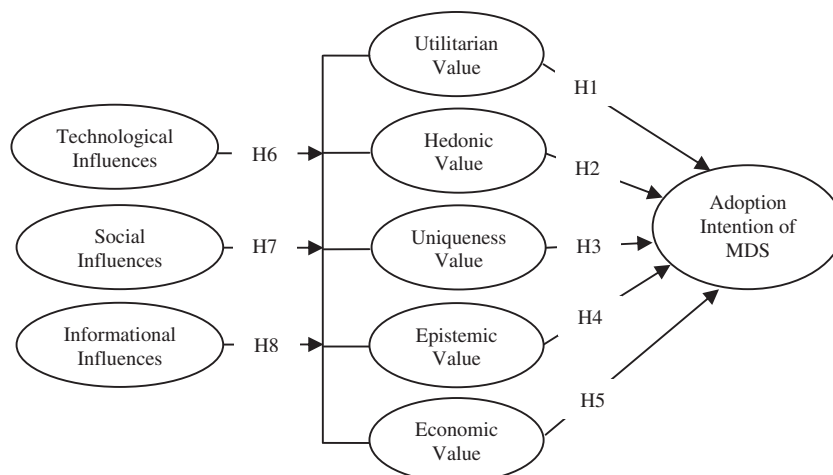 Utilitarian
Value
H1
Technological
Influences
H6
Hedonic
Value
H2
Adoption
Intention of
MDS
Social
Influences
H7
Uniqueness
Value
H3
Informational
Influences
H8
Epistemic
Value
H4
Economic
Value
H5